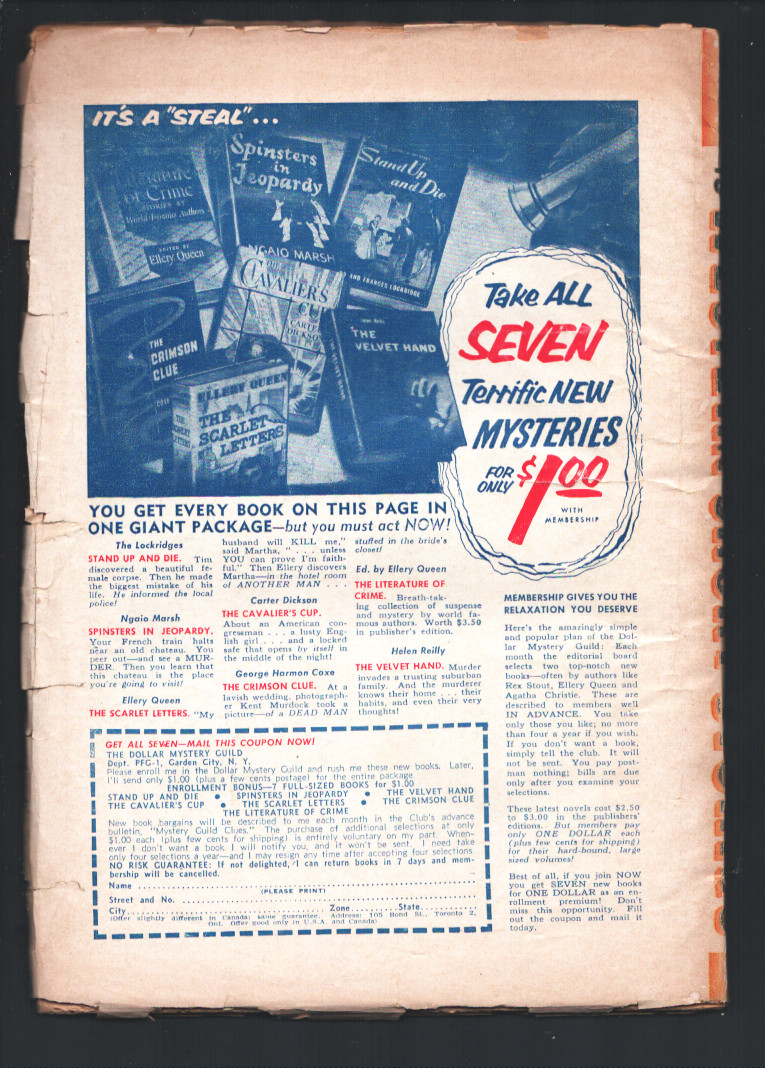 IT'S A "STEAL"...
of Crime
STORIES BY
World-Famous Authors
EDITED BY
Ellery Queen
Spinsters
in
Jeopardy
NGAIO MARSH
Stand Up
and Die
AND FRANCES LOCKRIDGE
CAVALIER'S
CUP
CARTER
DICKSON
THE
CRIMSON
CLUE
THE
VELVET HAND
ELLERY QUEEN
THE
SCARLET
LETTERS
Take ALL
SEVEN
Terrific NEW
MYSTERIES
FOR
ONLY
$1.00
WITH
MEMBERSHIP
YOU GET EVERY BOOK ON THIS PAGE IN
ONE GIANT PACKAGE—but you must act NOW!
The Lockridges
STAND UP AND DIE. Tim
discovered a beautiful fe-
male corpse. Then he made
the biggest mistake of his
life. He informed the local
police!
Ngaio Marsh
SPINSTERS IN JEOPARDY.
Your French train halts
near an old chateau. You
peer out—and see a MUR-
DER. Then you learn that
this chateau is the place
you're going to visit!
Ellery Queen
THE SCARLET LETTERS. "My
husband will KILL me,"
said Martha, " . . . unless
YOU can prove I'm faith-
ful." Then Ellery discovers
Martha—in the hotel room
of ANOTHER MAN . . .
Carter Dickson
THE CAVALIER'S CUP.
About an American con-
gressman . . . a lusty Eng-
lish girl . . . and a locked
safe that opens by itself in
the middle of the night!
George Harmon Coxe
THE CRIMSON CLUE. At a
lavish wedding, photograph-
er Kent Murdock took a
picture—of a DEAD MAN
stuffed in the bride's
closet!
Ed. by Ellery Queen
THE LITERATURE OF
CRIME. Breath-tak-
ing collection of suspense
and mystery by world fa-
mous authors. Worth $3.50
in publisher's edition.
Helen Reilly
THE VELVET HAND. Murder
invades a trusting suburban
family. And the murderer
knows their home . . . their
habits, and even their very
thoughts!
MEMBERSHIP GIVES YOU THE
RELAXATION YOU DESERVE
Here's the amazingly simple
and popular plan of the Dol-
lar Mystery Guild: Each
month the editorial board
selects two top-notch new
books—often by authors like
Rex Stout, Ellery Queen and
Agatha Christie. These are
described to members well
IN ADVANCE. You take
only those you like; no more
than four a year if you wish.
If you don't want a book,
simply tell the club. It will
not be sent. You pay post-
man nothing; bills are due
only after you examine your
selections.
These latest novels cost $2.50
to $3.00 in the publishers'
editions. But members pay
only ONE DOLLAR each
(plus few cents for shipping)
for their hard-bound, large
sized volumes!
Best of all, if you join NOW
you get SEVEN new books
for ONE DOLLAR as an en-
rollment premium! Don't
miss this opportunity. Fill
out the coupon and mail it
today.
GET ALL SEVEN—MAIL THIS COUPON NOW!
THE DOLLAR MYSTERY GUILD
Dept. PFG-1, Garden City, N. Y.
Please enroll me in the Dollar Mystery Guild and rush me these new books. Later,
I'll send only $1.00 (plus a few cents postage) for the entire package.
ENROLLMENT BONUS—7 FULL-SIZED BOOKS for $1.00
STAND UP AND DIE • SPINSTERS IN JEOPARDY • THE VELVET HAND
THE CAVALIER'S CUP • THE SCARLET LETTERS • THE CRIMSON CLUE
THE LITERATURE OF CRIME
New book bargains will be described to me each month in the Club's advance
bulletin, "Mystery Guild Clues." The purchase of additional selections at only
$1.00 each (plus few cents for shipping) is entirely voluntary on my part. When-
ever I don't want a book I will notify you, and it won't be sent. I need take
only four selections a year—and I may resign any time after accepting four selections.
NO RISK GUARANTEE: If not delighted, I can return books in 7 days and mem-
bership will be cancelled.
Name
(PLEASE PRINT)
Street and No.
City Zone State
(Offer slightly different in Canada; same guarantee. Address: 105 Bond St., Toronto 2,
Ont. Offer good only in U.S.A. and Canada)